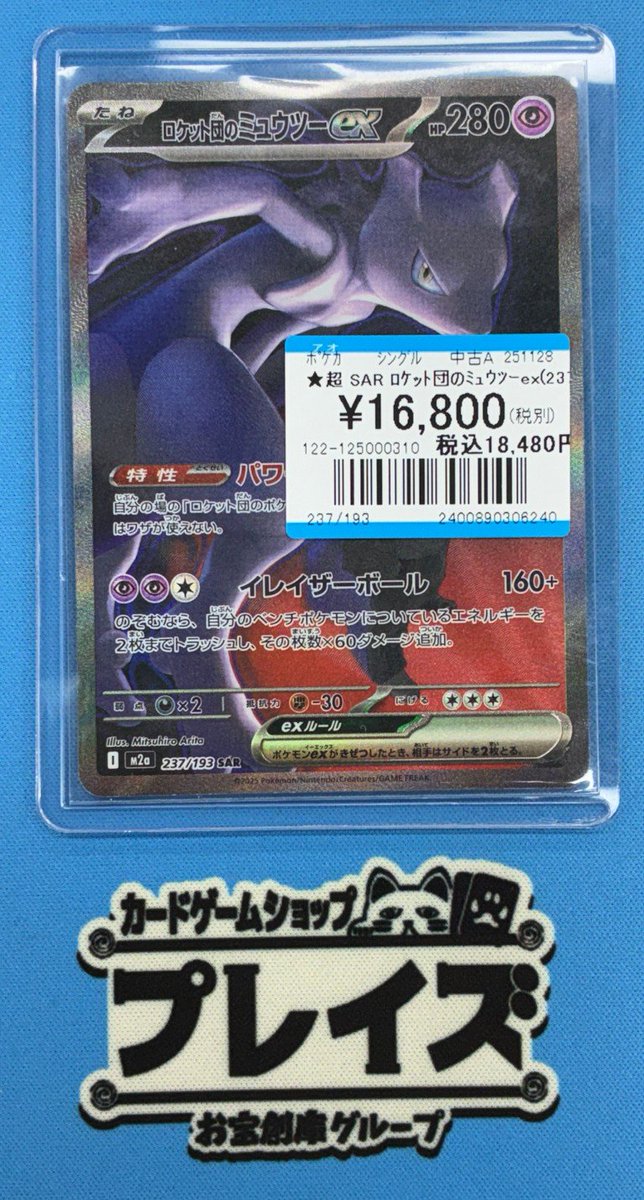 たね
ロケット団のミュウツーex
HP280
アオ
ポケカ シングル 中古A 251128
★超 SAR ロケット団のミュウツーex(23
¥16,800(税別)
122-125000310 税込18,480円
237/193 2400890306240
特性 パワ
自分の場の「ロケット団のポケ
はワザが使えない。
イレイザーボール 160+
のぞむなら、自分のベンチポケモンについているエネルギーを
2枚までトラッシュし、その枚数×60ダメージ追加。
弱点 ×2 抵抗力 -30 にげる
exルール
ポケモンexがきぜつしたとき、相手はサイドを2枚とる。
Illus. Mitsuhiro Arita
I m2a 237/193 SAR
©2025 Pokémon/Nintendo/Creatures/GAME FREAK
カードゲームショップ
プレイズ
お宝創庫グループ